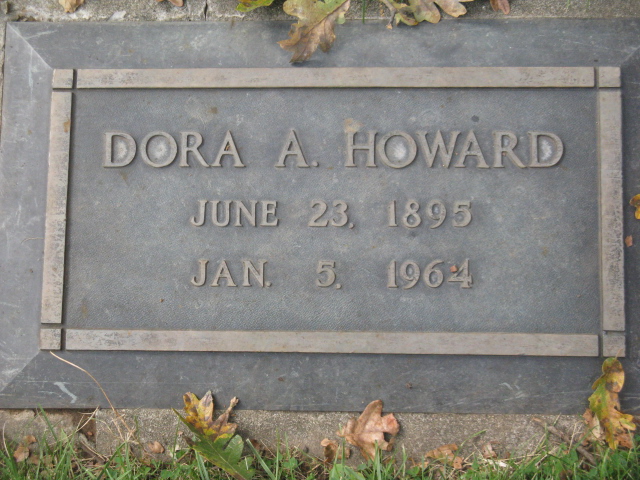 DORA A. HOWARD
JUNE 23, 1895
JAN. 5, 1964